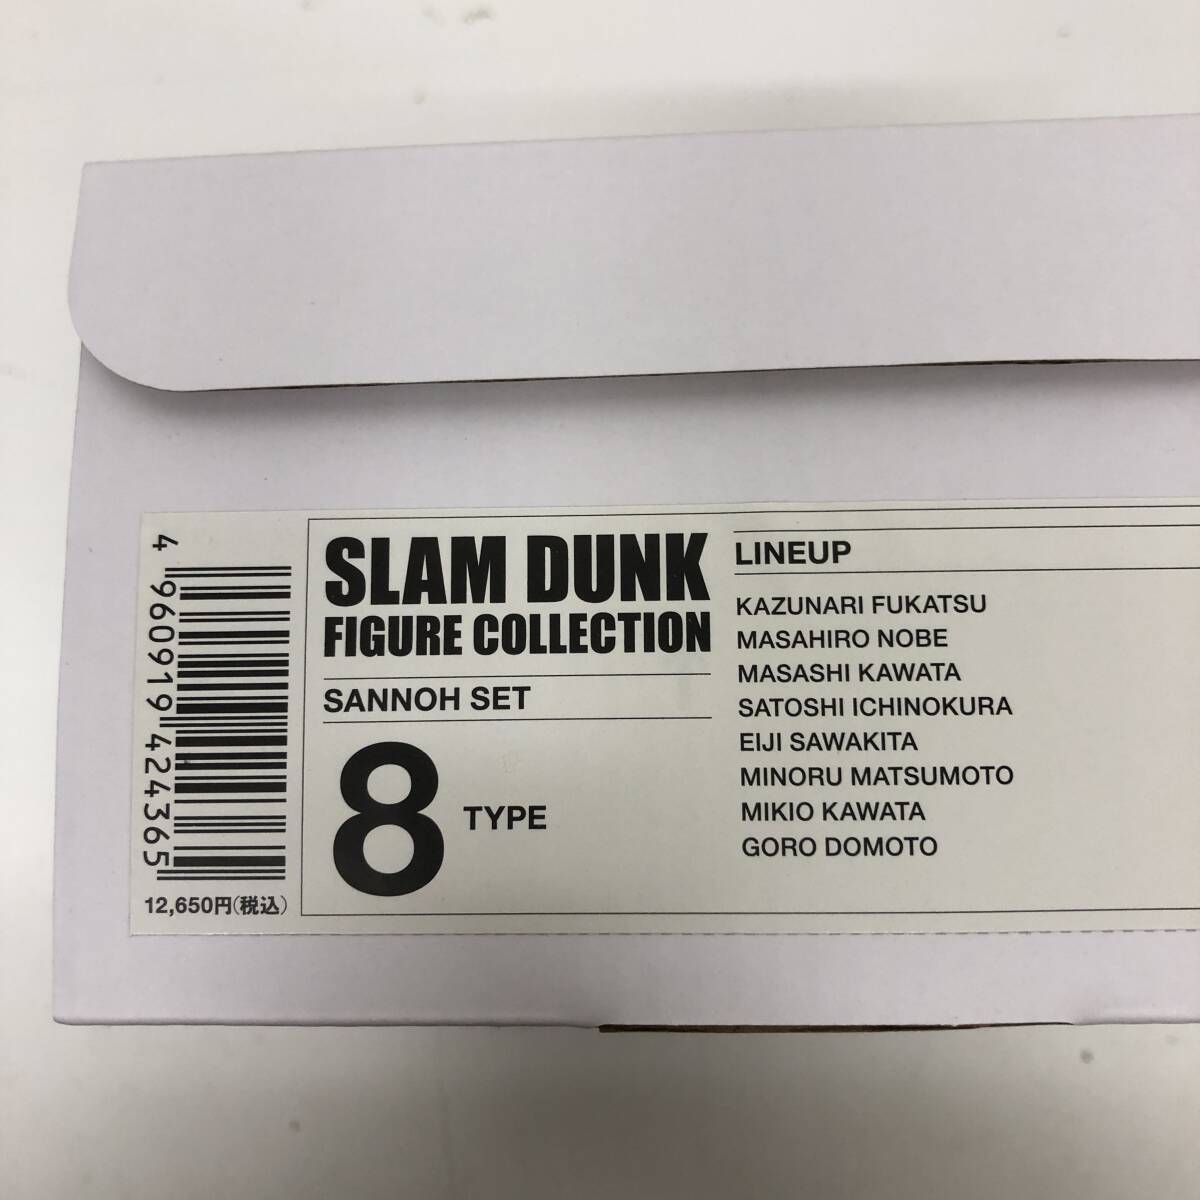 4 960919 424365
12,650円(税込)
SLAM DUNK
FIGURE COLLECTION
SANNOH SET
8 TYPE
LINEUP
KAZUNARI FUKATSU
MASAHIRO NOBE
MASASHI KAWATA
SATOSHI ICHINOKURA
EIJI SAWAKITA
MINORU MATSUMOTO
MIKIO KAWATA
GORO DOMOTO